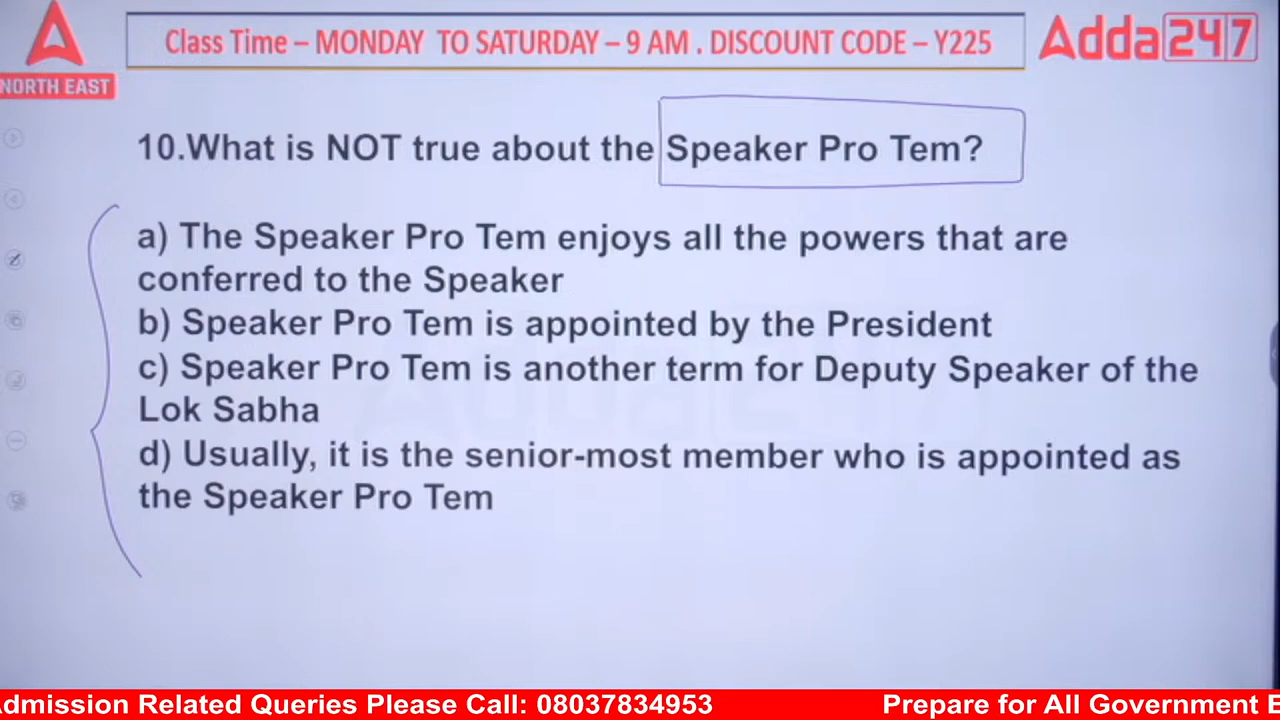 Class Time – MONDAY TO SATURDAY – 9 AM . DISCOUNT CODE – Y225
Adda 247
NORTH EAST
10.What is NOT true about the Speaker Pro Tem?
a) The Speaker Pro Tem enjoys all the powers that are
conferred to the Speaker
b) Speaker Pro Tem is appointed by the President
c) Speaker Pro Tem is another term for Deputy Speaker of the
Lok Sabha
d) Usually, it is the senior-most member who is appointed as
the Speaker Pro Tem
Admission Related Queries Please Call: 08037834953
Prepare for All Government